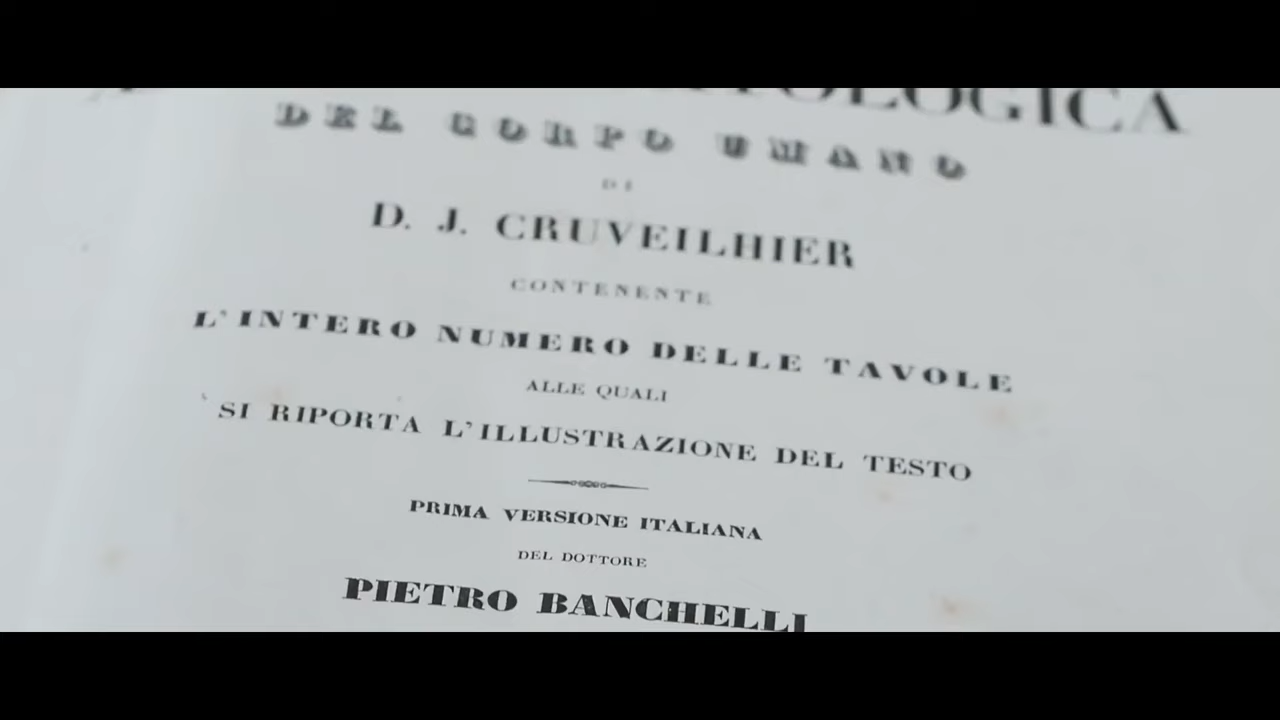 DEL CORPO UMANO
DI
D. J. CRUVEILHIER
CONTENENTE
L'INTERO NUMERO DELLE TAVOLE
ALLE QUALI
SI RIPORTA L'ILLUSTRAZIONE DEL TESTO
PRIMA VERSIONE ITALIANA
DEL DOTTORE
PIETRO BANCHELLI